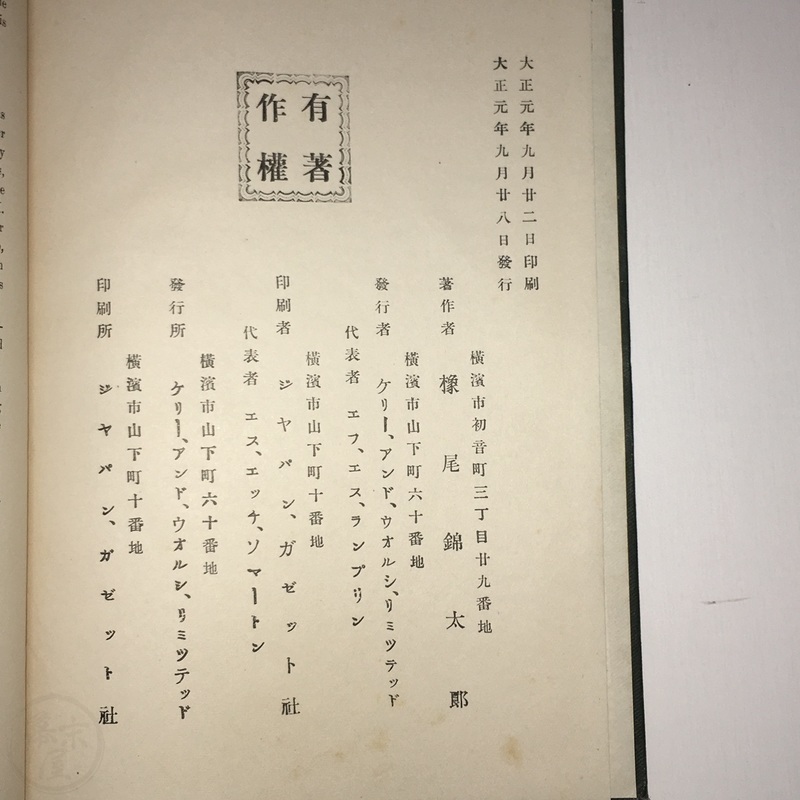 大正元年九月廿二日印刷
大正元年九月廿八日發行
有著
作權
橫濱市初音町三丁目廿九番地
著作者 橡尾錦太郎
橫濱市山下町六十番地
發行者 ケリー、アンド、ウオルシ、リミツテッド
代表者 エフ、エス、ランプリン
橫濱市山下町十番地
印刷者 ジヤパン、ガゼット社
代表者 エス、エッチ、ソマートン
橫濱市山下町六十番地
發行所 ケリー、アンド、ウオルシ、リミツテッド
橫濱市山下町十番地
印刷所 ジヤパン、ガゼット社